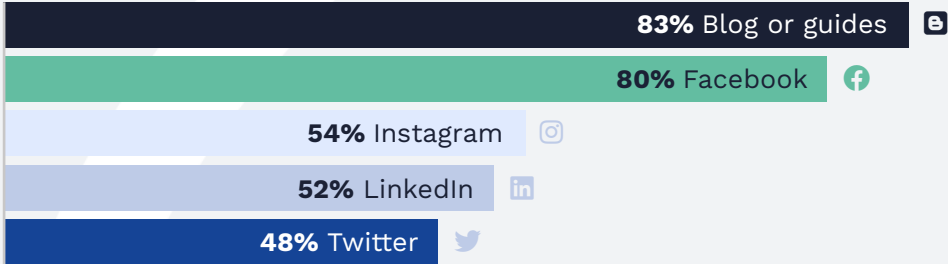 83% Blog or guides
80% Facebook
54% Instagram
52% LinkedIn
48% Twitter